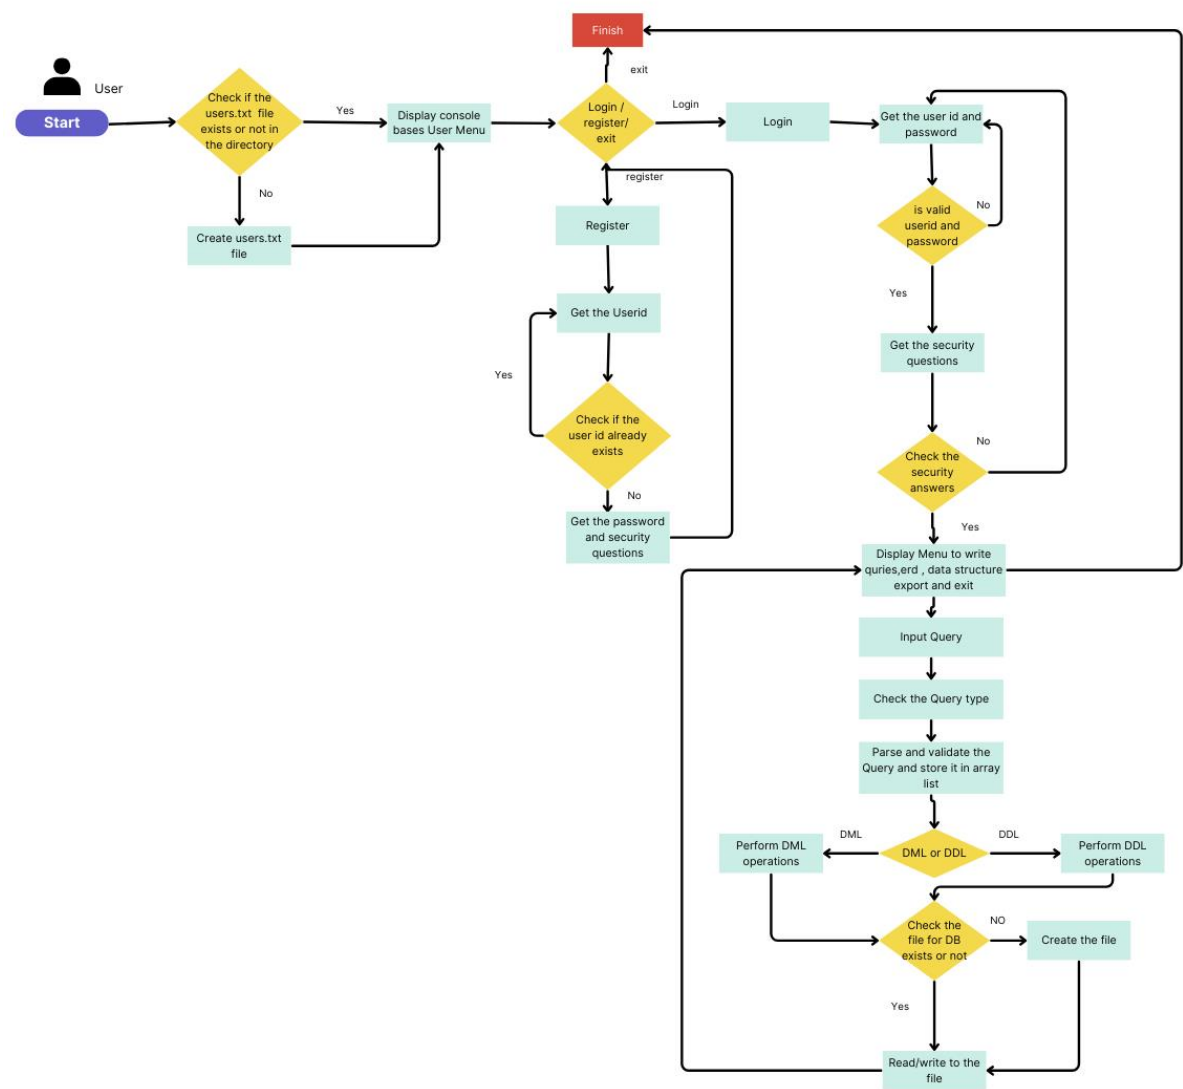 Finish
exit
User
Start
Check if the
users.txt  file
exists or not in
the directory
Yes
Display console
bases User Menu
Login /
register/
exit
Login
Login
Get the user id and
password
No
Create users.txt
file
register
Register
is valid
userid and
password
No
Yes
Get the Userid
Get the security
questions
Yes
Check if the
user id already
exists
No
Check the
security
answers
No
Get the password
and security
questions
Yes
Display Menu to write
quries,erd , data structure
export and exit
Input Query
Check the Query type
Parse and validate the
Query and store it in array
list
DML
DDL
Perform DML
operations
DML or DDL
Perform DDL
operations
Check the
file for DB
exists or not
NO
Create the file
Yes
Read/write to the
file